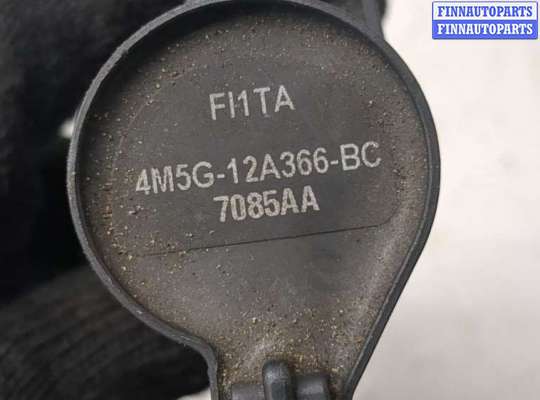 FINNAUTOPARTS
FINNAUTOPARTS
FI1TA
4M5G-12A366-BC
7085AA